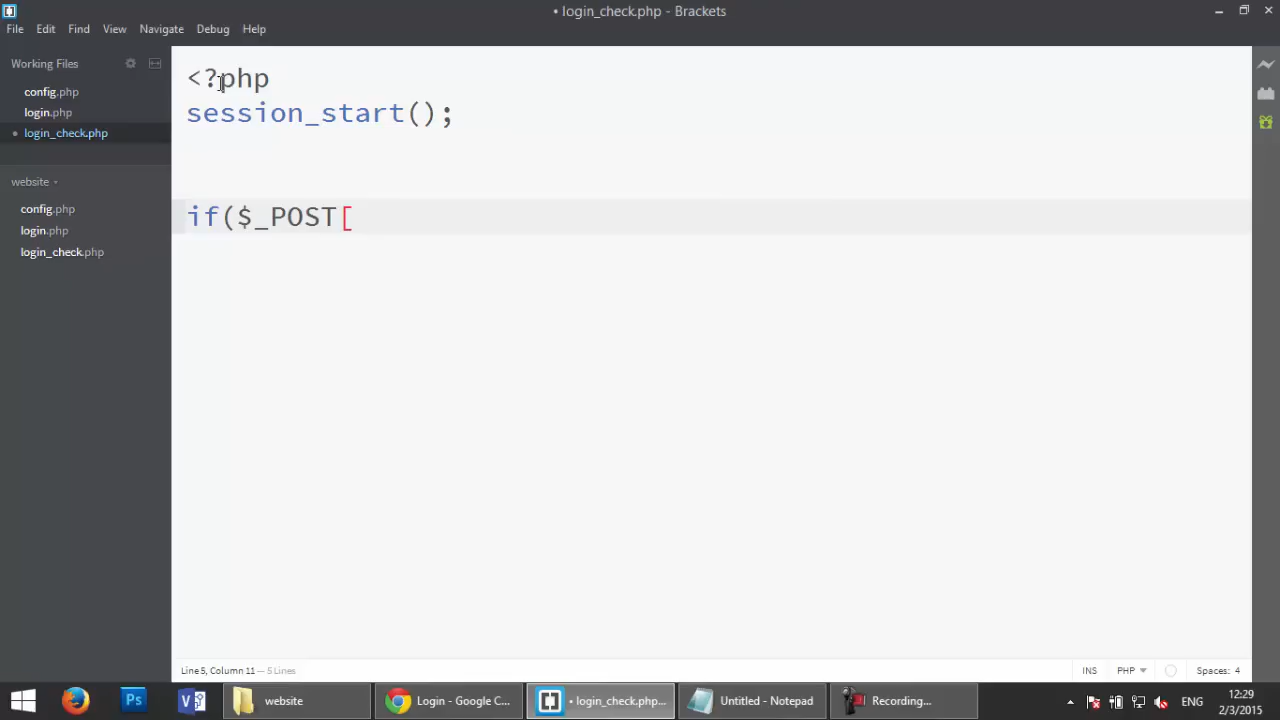 • login_check.php - Brackets
File Edit Find View Navigate Debug Help
Working Files
config.php
login.php
• login_check.php
website
config.php
login.php
login_check.php
<?php
session_start();
if($_POST[
Line 5, Column 11 — 5 Lines
INS
PHP
Spaces: 4
Ps
website
Login - Google C...
• login_check.php...
Untitled - Notepad
Recording...
ENG
12:29
2/3/2015